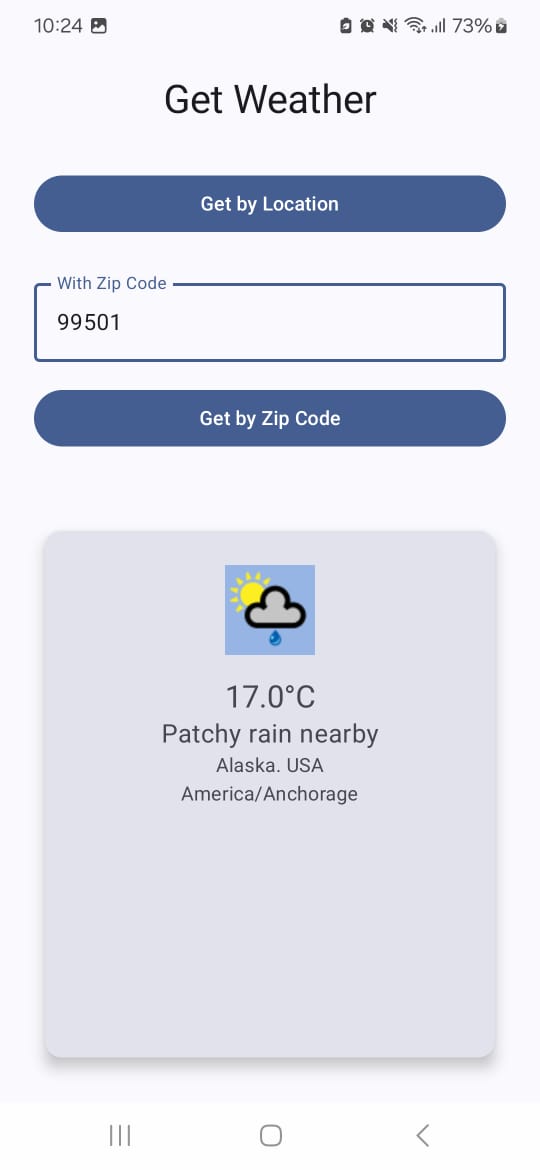 10:24 73%
Get Weather
Get by Location
With Zip Code
99501
Get by Zip Code
17.0°C
Patchy rain nearby
Alaska. USA
America/Anchorage